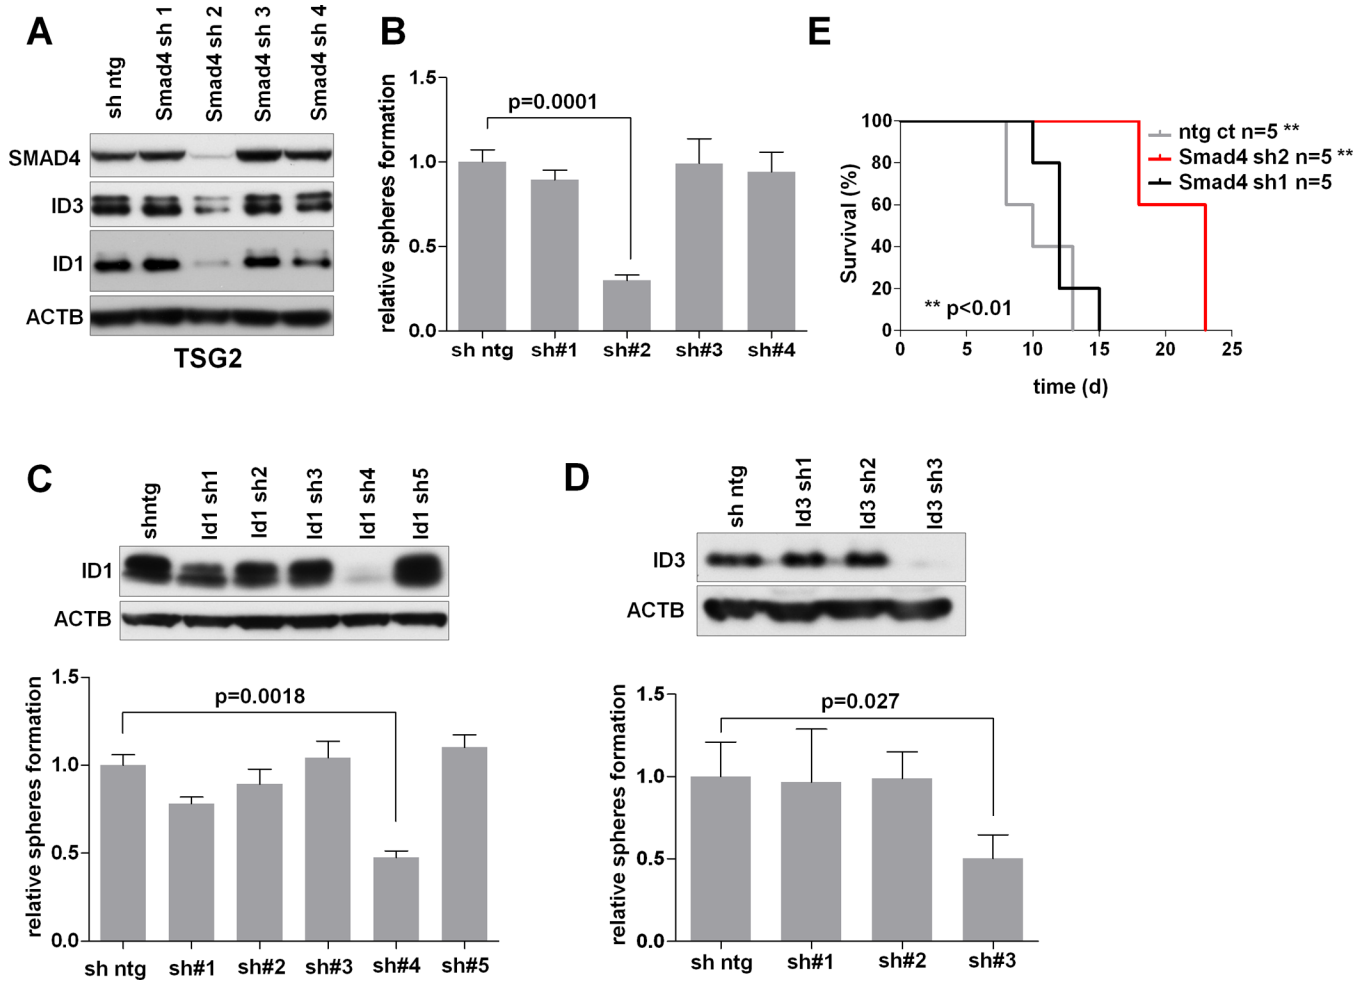 A
sh ntg
Smad4 sh 1
Smad4 sh 2
Smad4 sh 3
Smad4 sh 4
SMAD4
ID3
ID1
ACTB
TSG2
B
relative spheres formation
1.5
1.0
0.5
0.0
p=0.0001
sh ntg sh#1 sh#2 sh#3 sh#4
E
Survival (%)
100
80
60
40
20
0
0 5 10 15 20 25
time (d)
** p<0.01
ntg ct n=5 **
Smad4 sh2 n=5 **
Smad4 sh1 n=5
C
shntg
Id1 sh1
Id1 sh2
Id1 sh3
Id1 sh4
Id1 sh5
ID1
ACTB
relative spheres formation
1.5
1.0
0.5
0.0
p=0.0018
sh ntg sh#1 sh#2 sh#3 sh#4 sh#5
D
sh ntg
Id3 sh1
Id3 sh2
Id3 sh3
ID3
ACTB
relative spheres formation
1.5
1.0
0.5
0.0
p=0.027
sh ntg sh#1 sh#2 sh#3